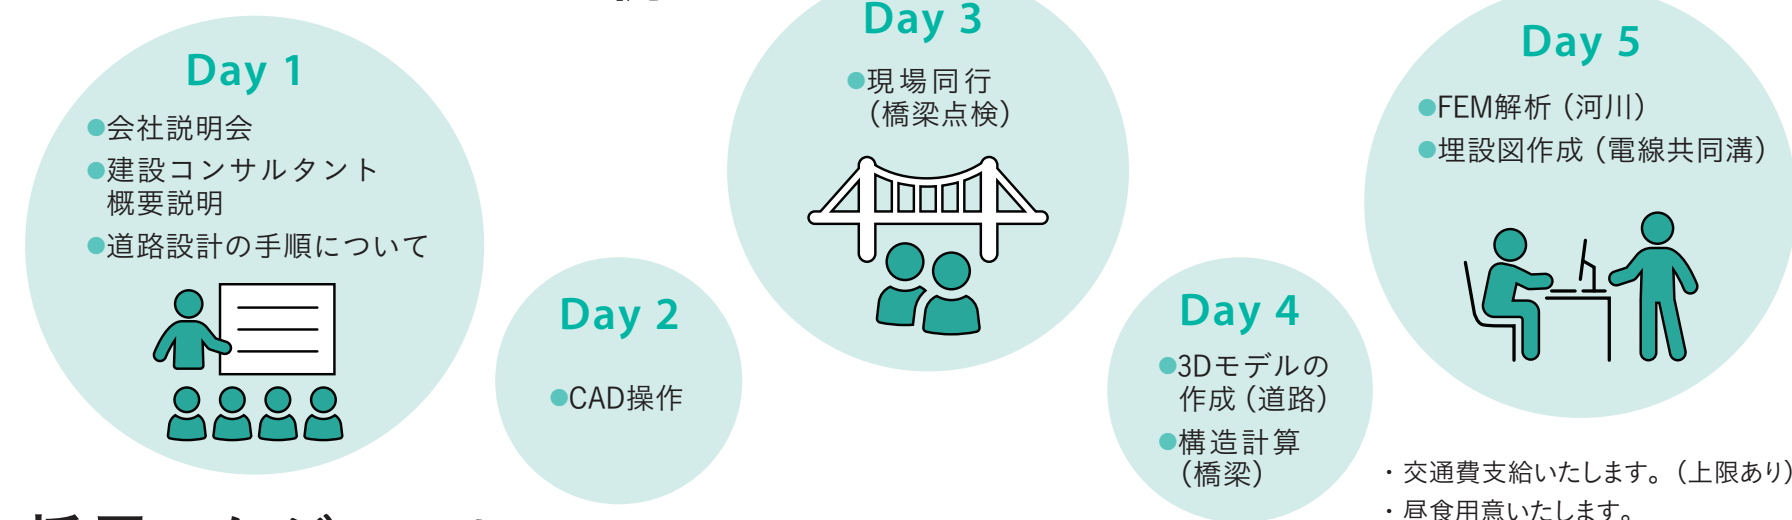 Day 1
●会社説明会
●建設コンサルタント
概要説明
●道路設計の手順について
Day 2
●CAD操作
Day 3
●現場同行
（橋梁点検）
Day 4
●3Dモデルの
作成（道路）
●構造計算
（橋梁）
Day 5
●FEM解析（河川）
●埋設図作成（電線共同溝）
・交通費支給いたします。（上限あり）
・昼食用意いたします。